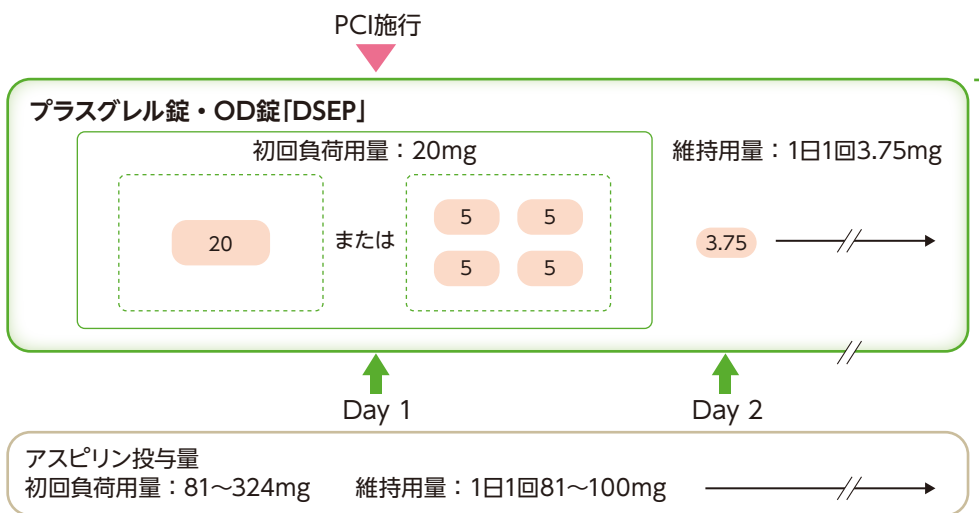 PCI施行
プラスグレル錠・OD錠「DSEP」
初回負荷用量：20mg
維持用量：1日1回3.75mg
20
または
5 5
5 5
3.75
Day 1
Day 2
アスピリン投与量
初回負荷用量：81～324mg 維持用量：1日1回81～100mg